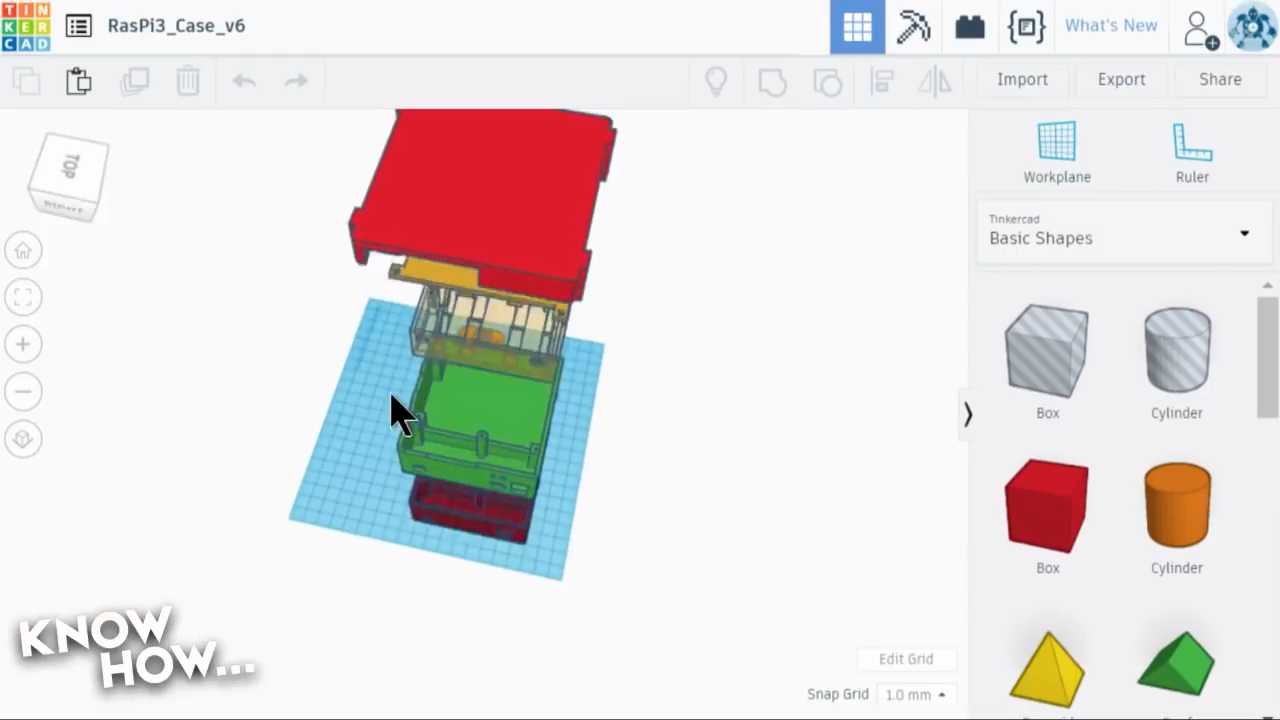 TIN
KER
CAD
RasPi3_Case_v6
What's New
Import
Export
Share
TOP
Workplane
Ruler
Tinkercad
Basic Shapes
Box
Cylinder
Box
Cylinder
Edit Grid
Snap Grid 1.0 mm
KNOW
HOW...